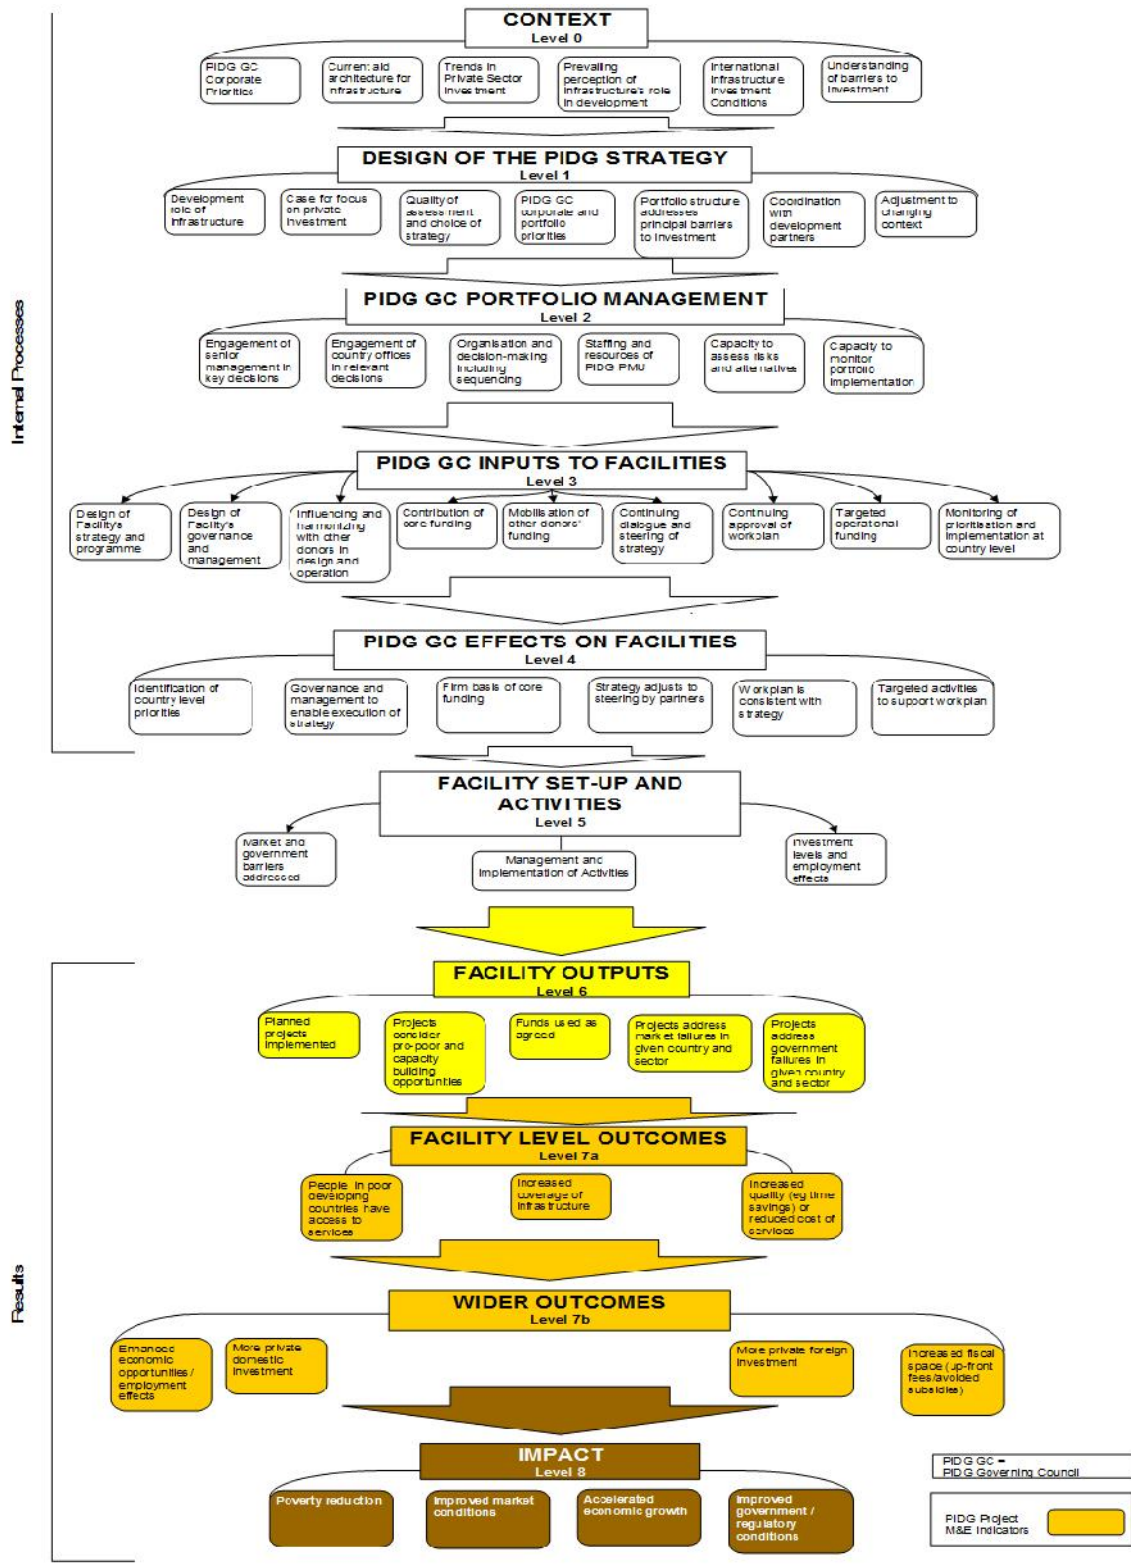 CONTEXT
Level 0
PIDG GC
Corporate
Priorities
Current aid
architecture for
infrastructure
Trends in
Private Sector
Investment
Prevailing
perception of
infrastructure's role
in development
International
Infrastructure
Investment
Conditions
Understanding
of barriers to
investment
DESIGN OF THE PIDG STRATEGY
Level 1
Development
role of
infrastructure
Case for focus
on private
investment
Quality of
assessment
and choice of
strategy
PIDG GC
corporate and
portfolio
priorities
Portfolio structure
addresses
principal barriers
to investment
Coordination
with
development
partners
Adjustment to
changing
context
PIDG GC PORTFOLIO MANAGEMENT
Level 2
Engagement of
senior
management in
key decisions
Engagement of
country offices
in relevant
decisions
Organisation and
decision-making
including
sequencing
Staffing and
resources of
PIDG PMU
Capacity to
assess risks
and alternatives
Capacity to
monitor
portfolio
implementation
Internal Processes
PIDG GC INPUTS TO FACILITIES
Level 3
Design of
Facility's
strategy and
programme
Design of
Facility's
governance
and
management
Influencing and
harmonizing
with other
donors in
design and
operation
Contribution of
core funding
Mobilisation of
other donors'
funding
Continuing
dialogue and
steering of
strategy
Continuing
approval of
workplan
Targeted
operational
funding
Monitoring of
prioritisation and
implementation at
country level
PIDG GC EFFECTS ON FACILITIES
Level 4
Identification of
country level
priorities
Governance and
management to
enable execution of
strategy
Firm basis of core
funding
Strategy adjusts to
steering by partners
Workplan is
consistent with
strategy
Targeted activities
to support workplan
FACILITY SET-UP AND
ACTIVITIES
Level 5
Market and
government
barriers
addressed
Management and
Implementation of Activities
Investment
levels and
employment
effects
FACILITY OUTPUTS
Level 6
Planned
projects
implemented
Projects
consider
pro-poor and
capacity
building
opportunities
Funds used as
agreed
Projects address
market failures in
given country and
sector
Projects
address
government
failures in
given country
and sector
FACILITY LEVEL OUTCOMES
Level 7a
People in poor
developing
countries have
access to
services
Increased
coverage of
infrastructure
Increased
quality (eg time
savings) or
reduced cost of
services
Results
WIDER OUTCOMES
Level 7b
Enhanced
economic
opportunities/
employment
effects
More private
domestic
investment
More private foreign
investment
Increased fiscal
space (up-front
fees/avoided
subsidies)
IMPACT
Level 8
Poverty reduction
Improved market
conditions
Accelerated
economic growth
Improved
government /
regulatory
conditions
PIDG GC =
PIDG Governing Council
PIDG Project
M&E Indicators